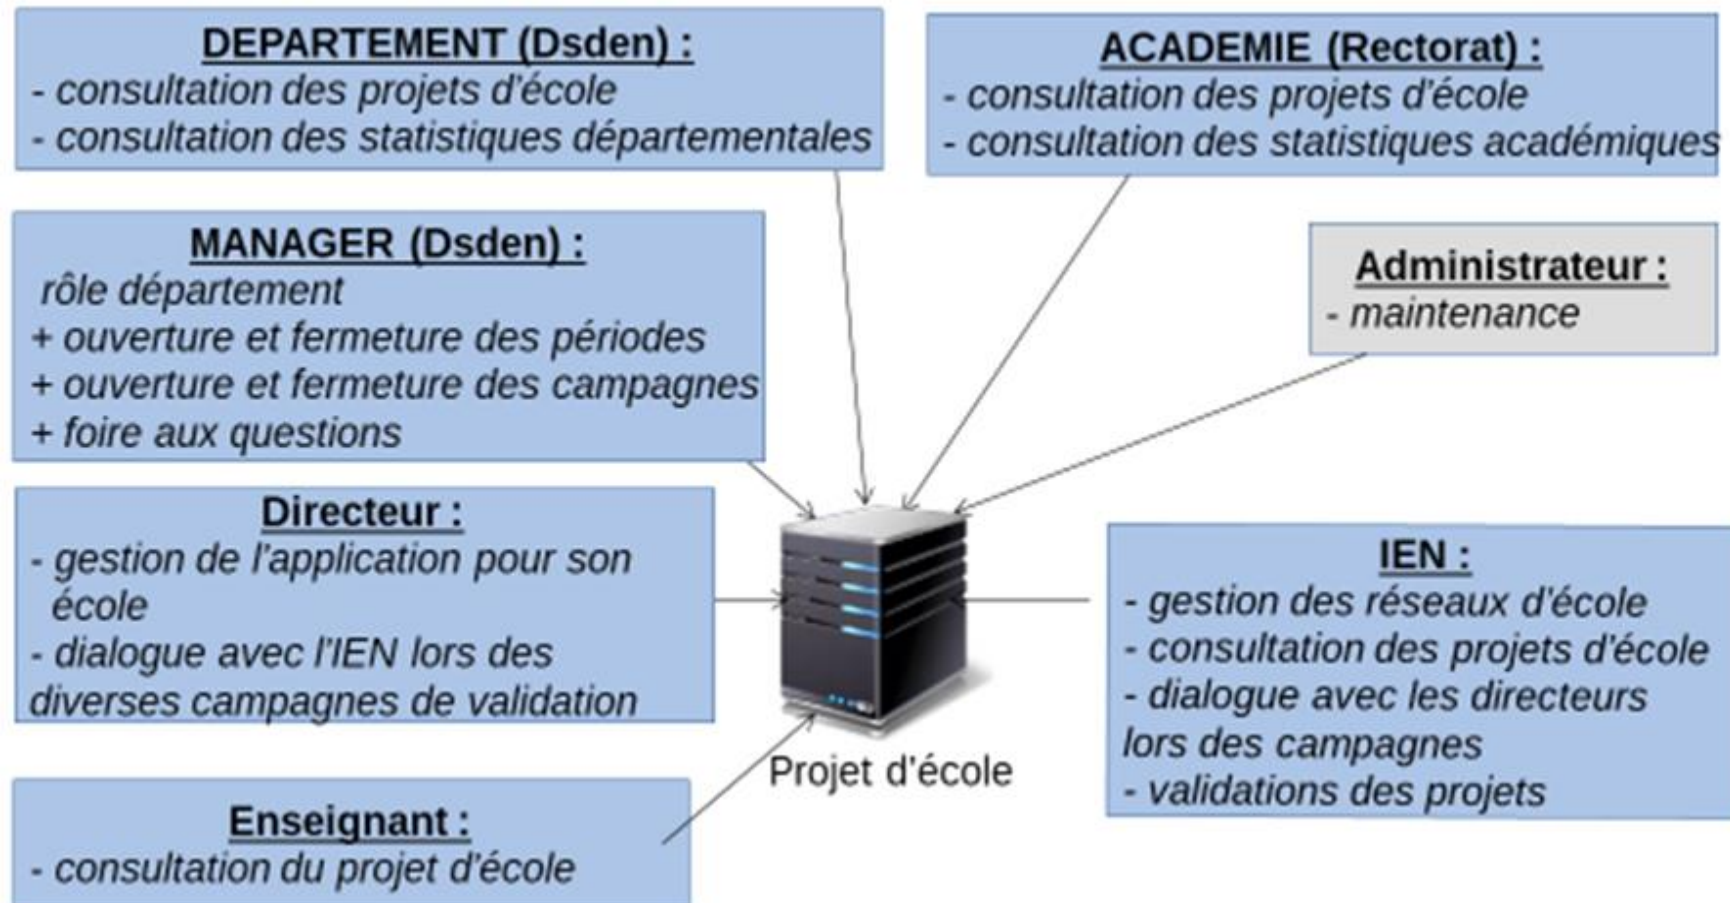 DEPARTEMENT (Dsden) :
- consultation des projets d'école
- consultation des statistiques départementales
ACADEMIE (Rectorat) :
- consultation des projets d'école
- consultation des statistiques académiques
MANAGER (Dsden) :
rôle département
+ ouverture et fermeture des périodes
+ ouverture et fermeture des campagnes
+ foire aux questions
Administrateur :
- maintenance
Directeur :
- gestion de l'application pour son
école
- dialogue avec l'IEN lors des
diverses campagnes de validation
IEN :
- gestion des réseaux d'école
- consultation des projets d'école
- dialogue avec les directeurs
lors des campagnes
- validations des projets
Projet d'école
Enseignant :
- consultation du projet d'école